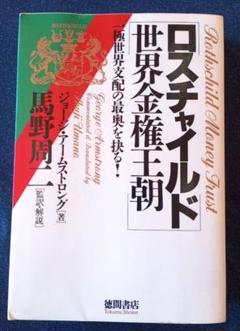 ROTHSCHILD
ロスチャイルド
世界金権王朝
Rothschild Money Trust
一極世界支配の最奥を抉る!
George Armstrong
Commentated & Translated by
Shuji Umano
ジョージ・アームストロング[著]
馬野周二[監訳・解説]
徳間書店
Tokuma Shoten